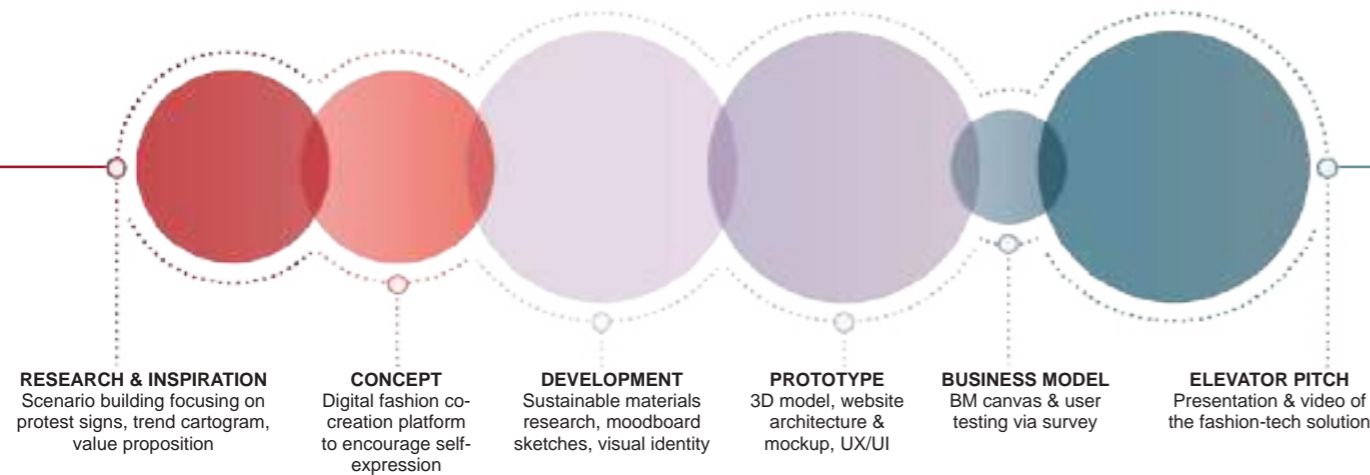 RESEARCH & INSPIRATION
Scenario building focusing on
protest signs, trend cartogram,
value proposition
CONCEPT
Digital fashion co-
creation platform
to encourage self-
expression
DEVELOPMENT
Sustainable materials
research, moodboard
sketches, visual identity
PROTOTYPE
3D model, website
architecture &
mockup, UX/UI
BUSINESS MODEL
BM canvas & user
testing via survey
ELEVATOR PITCH
Presentation & video of
the fashion-tech solution